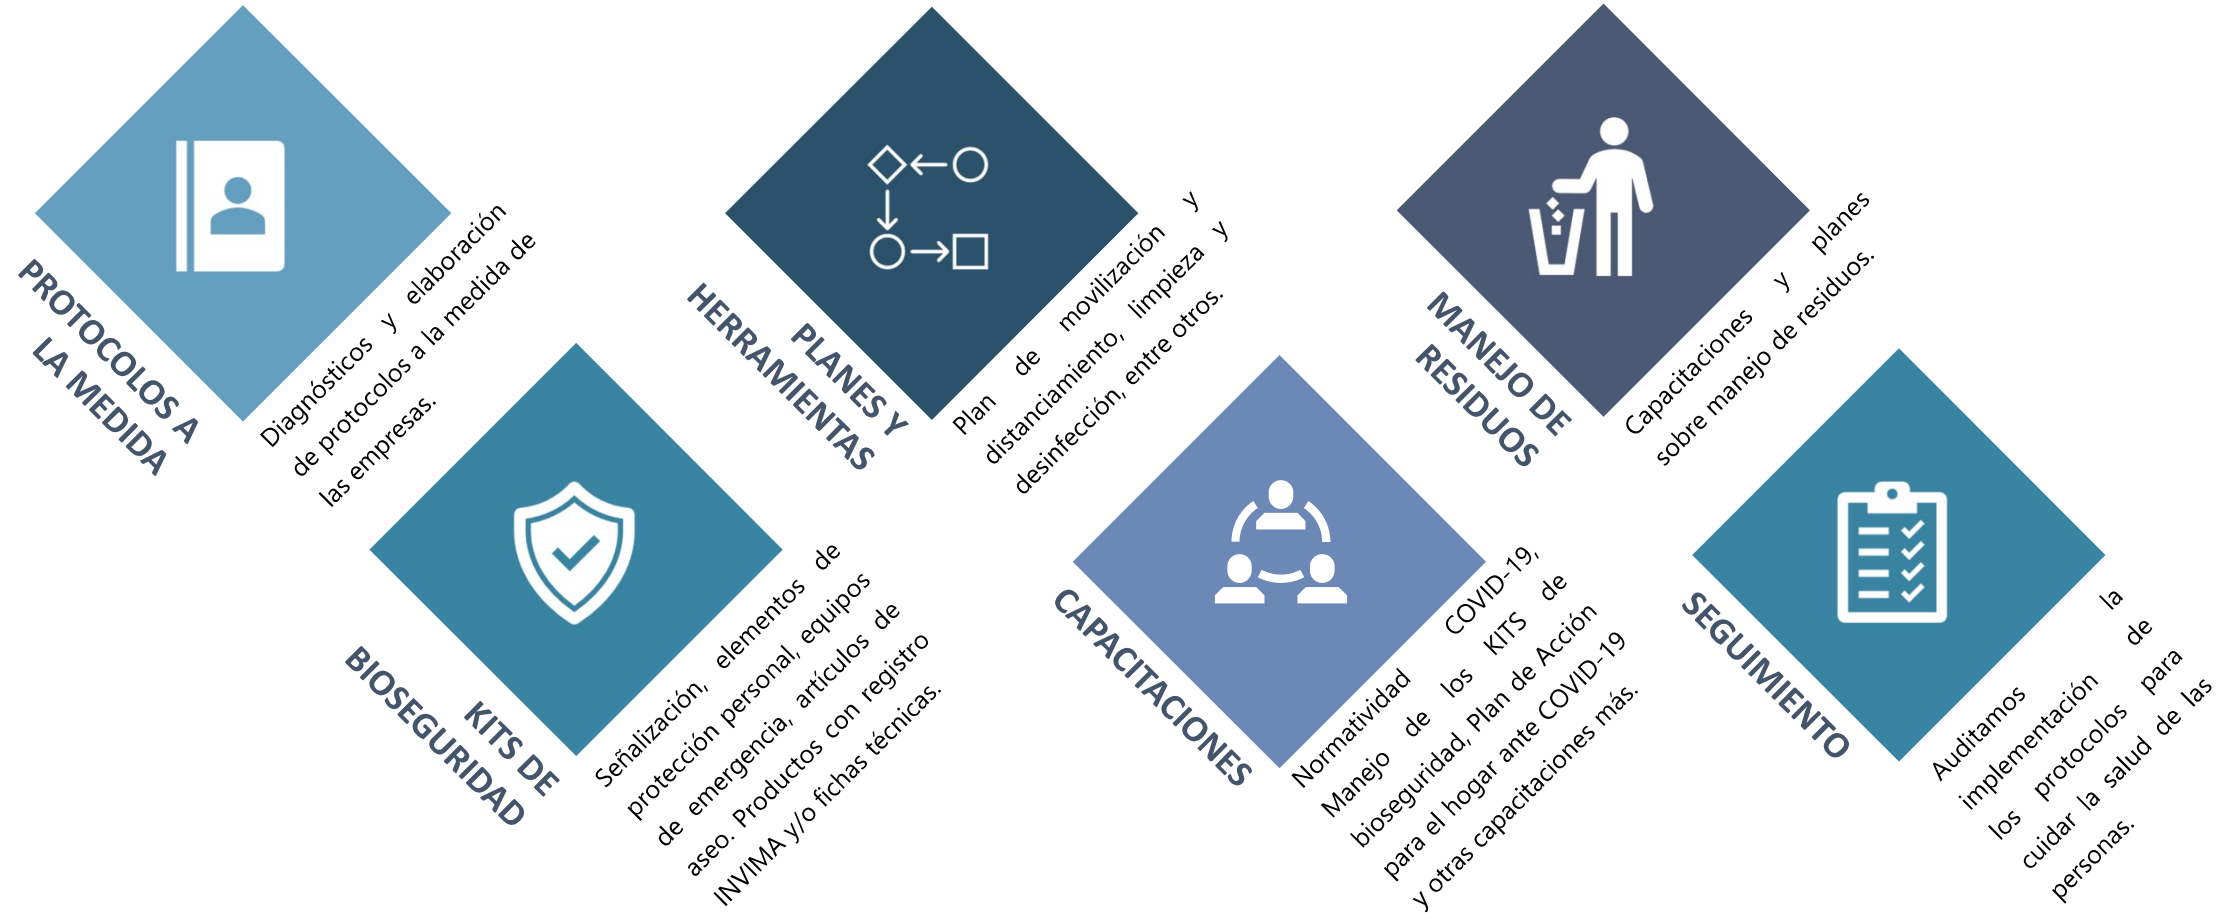 PROTOCOLOS A
LA MEDIDA
Diagnósticos y elaboración
de protocolos a la medida de
las empresas.
KITS DE
BIOSEGURIDAD
Señalización, elementos de
protección personal, equipos
de emergencia, artículos de
aseo. Productos con registro
INVIMA y/o fichas técnicas.
PLANES Y
HERRAMIENTAS
Plan de movilización y
distanciamiento, limpieza y
desinfección, entre otros.
CAPACITACIONES
Normatividad COVID-19,
Manejo de los KITS de
bioseguridad, Plan de Acción
para el hogar ante COVID-19
y otras capacitaciones más.
MANEJO DE
RESIDUOS
Capacitaciones y planes
sobre manejo de residuos.
SEGUIMIENTO
Auditamos la
implementación de
los protocolos para
cuidar la salud de las
personas.